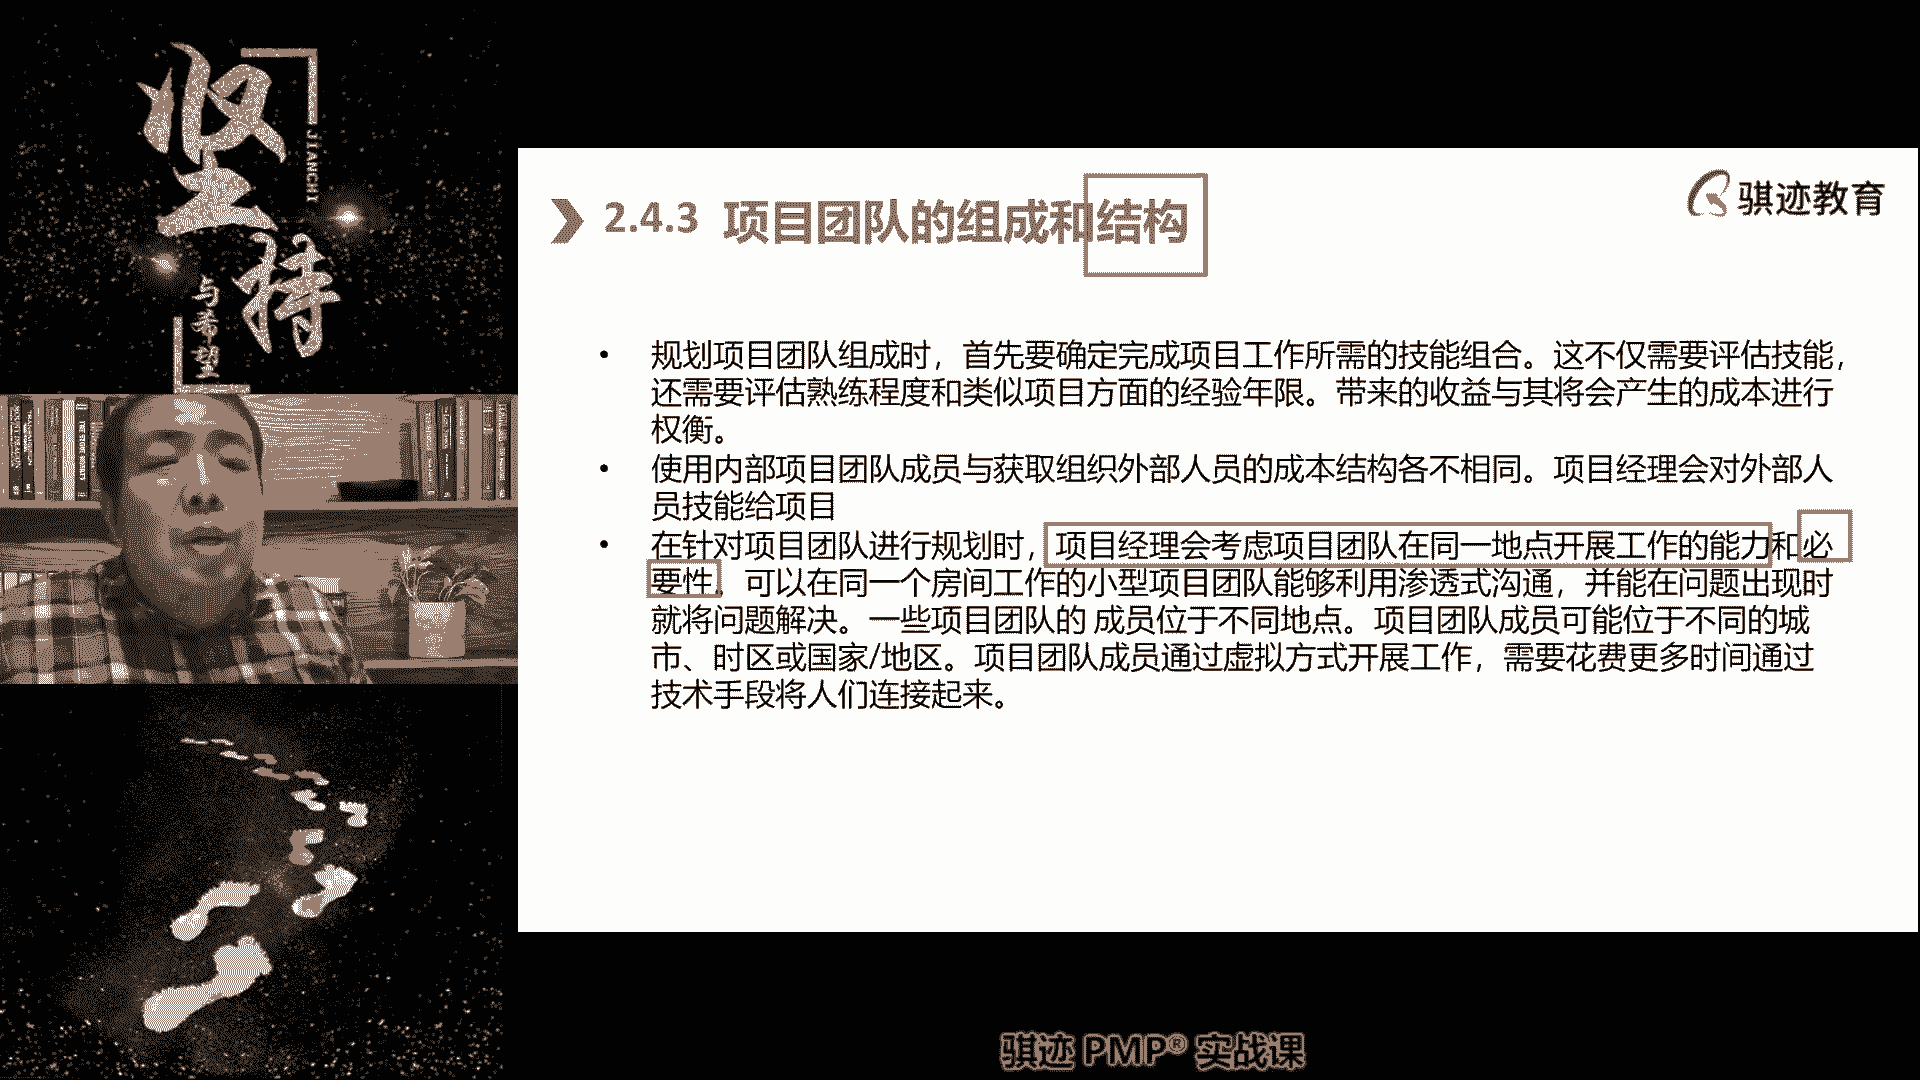 坚持
JIANCHI
与希望
2.4.3 项目团队的组成和结构
骐迹教育
• 规划项目团队组成时，首先要确定完成项目工作所需的技能组合。这不仅需要评估技能，
还需要评估熟练程度和类似项目方面的经验年限。带来的收益与其将会产生的成本进行
权衡。
• 使用内部项目团队成员与获取组织外部人员的成本结构各不相同。项目经理会对外部人
员技能给项目
• 在针对项目团队进行规划时，项目经理会考虑项目团队在同一地点开展工作的能力和必
要性。可以在同一个房间工作的小型项目团队能够利用渗透式沟通，并能在问题出现时
就将问题解决。一些项目团队的 成员位于不同地点。项目团队成员可能位于不同的城
市、时区或国家/地区。项目团队成员通过虚拟方式开展工作，需要花费更多时间通过
技术手段将人们连接起来。
骐迹 PMP® 实战课